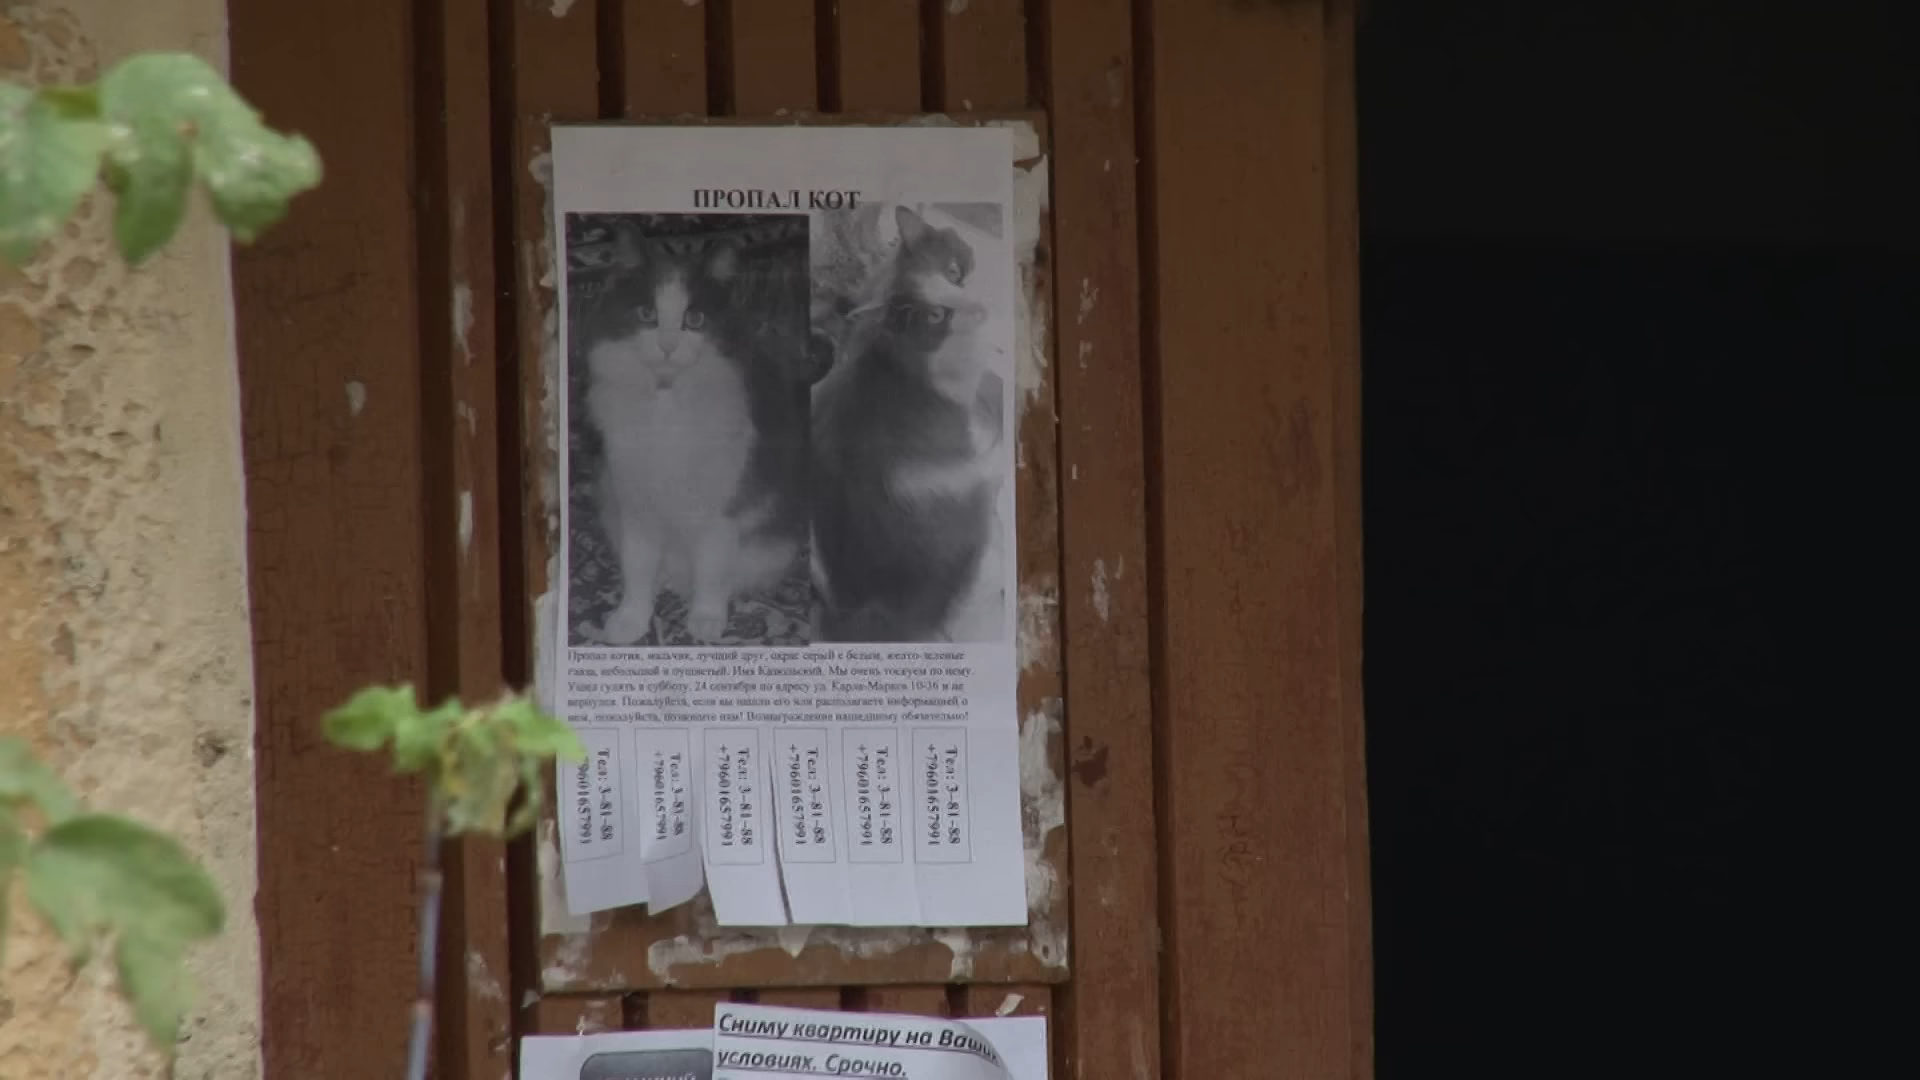 ПРОПАЛ КОТ
Пропал котик, мальчик, лучший друг, окрас серый с белым, желто-зеленые
глаза, небольшой и пушистый. Имя Мы очень тоскуем по нему.
Ушел гулять в субботу, 24 сентября по адресу ул. Карла-Маркса 10-36 и не
вернулся. Пожалуйста, если вы нашли его или располагаете информацией о
нем, пожалуйста, позвоните нам! Вознаграждение нашедшему обязательно!
Тел: 3-81-88
79601657991
Тел: 3-81-88
+79601657991
Тел: 3-81-88
+79601657991
Тел: 3-81-88
+79601657991
Тел: 3-81-88
+79601657991
Тел: 3-81-88
+79601657991
Сниму квартиру на Ваших
условиях. Срочно.